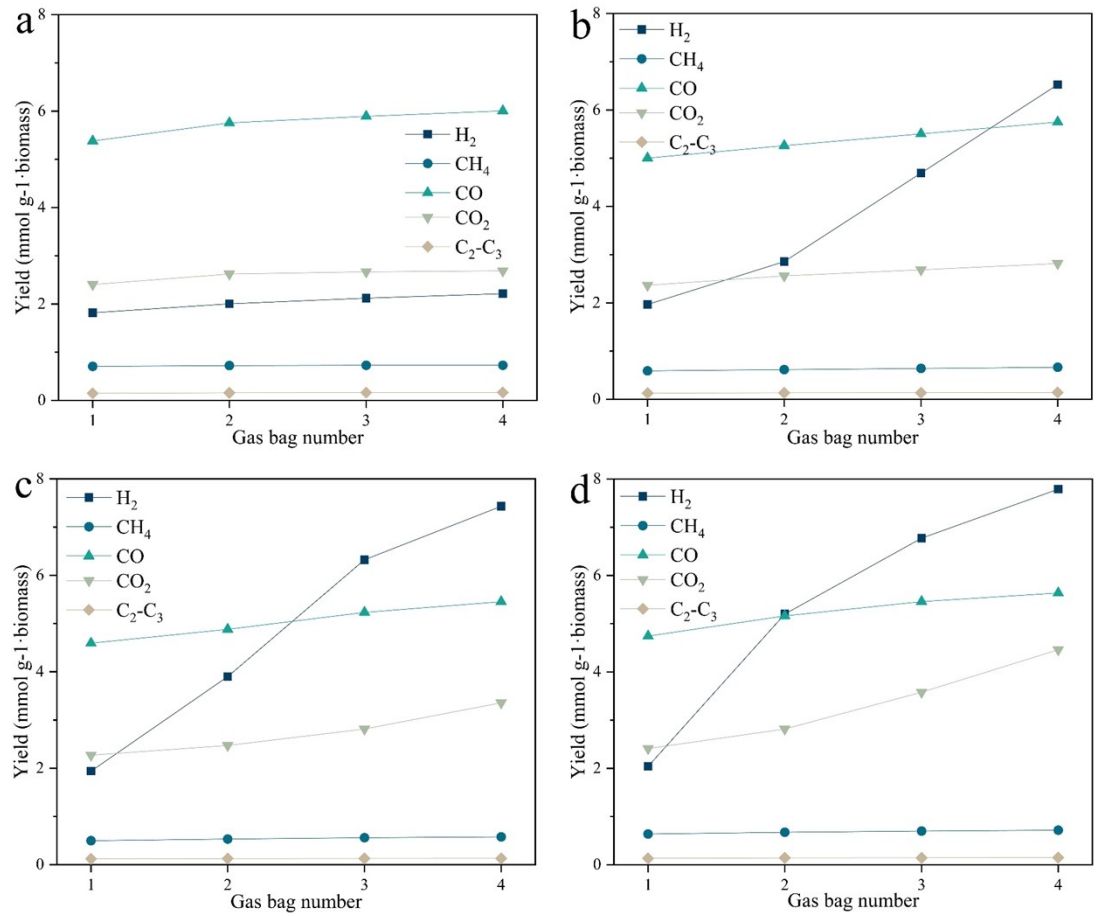 a
8
6
4
2
0
Yield (mmol g-1·biomass)
H₂
CH₄
CO
CO₂
C₂-C₃
1 2 3 4
Gas bag number
b
8
6
4
2
0
Yield (mmol g-1·biomass)
H₂
CH₄
CO
CO₂
C₂-C₃
1 2 3 4
Gas bag number
c
8
6
4
2
0
Yield (mmol g-1·biomass)
H₂
CH₄
CO
CO₂
C₂-C₃
1 2 3 4
Gas bag number
d
8
6
4
2
0
Yield (mmol g-1·biomass)
H₂
CH₄
CO
CO₂
C₂-C₃
1 2 3 4
Gas bag number